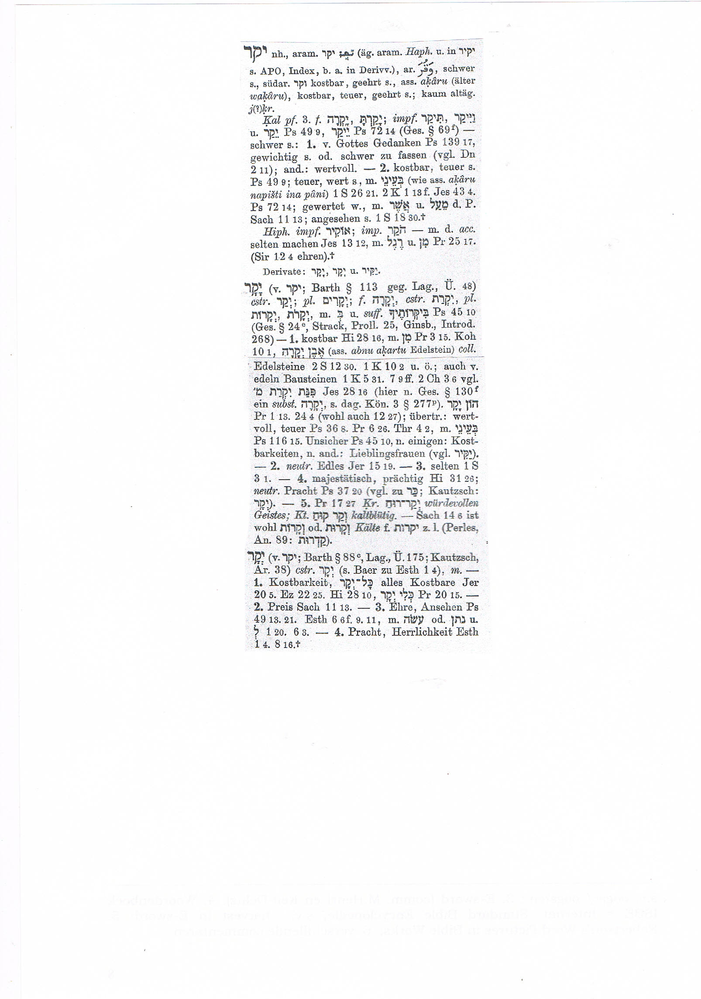 יקר nh., aram. יקר (äg. aram. Haph. u. in יקיר
s. APO, Index, b. a. in Derivv.), ar. وَقُرَ, schwer
s., südar. וקר kostbar, geehrt s., ass. aḳâru (älter
waḳâru), kostbar, teuer, geehrt s.; kaum altäg.
j(?)ḳr.
Ḳal pf. 3. f. יָקְרָה, יָקַרְתָּ; impf. תִּיקַר, וַיִּיקַר
u. יֵקַר Ps 49 9, יֵיקַר Ps 72 14 (Ges. § 69f) —
schwer s.: 1. v. Gottes Gedanken Ps 139 17,
gewichtig s. od. schwer zu fassen (vgl. Dn
2 11); and.: wertvoll. — 2. kostbar, teuer s.
Ps 49 9; teuer, wert s., m. בְּעֵינֵי (wie ass. aḳâru
napišti ina pâni) 1 S 26 21. 2 K 1 13 f. Jes 43 4.
Ps 72 14; gewertet w., m. אֲשֶׁר u. מֵעַל d. P.
Sach 11 13; angesehen s. 1 S 18 30.†
Hiph. impf. אוֹקִיר; imp. הֹקַר — m. d. acc.
selten machen Jes 13 12, m. רֶגֶל u. מִן Pr 25 17.
(Sir 12 4 ehren).†
Derivate: יָקָר, יְקָר u. יַקִּיר.
יָקָר (v. יקר; Barth § 113 geg. Lag., Ü. 48)
cstr. יְקַר; pl. יְקָרִים; f. יְקָרָה, cstr. יִקְרַת, pl.
יְקָרוֹת, יְקָרֹת, m. בְּ u. suff. בִּיקְּרוֹתֶיךָ Ps 45 10
(Ges. § 24e, Strack, Proll. 25, Ginsb., Introd.
268) — 1. kostbar Hi 28 16, m. מִן Pr 3 15. Koh
10 1, אֶבֶן יְקָרָה (ass. abnu aḳartu Edelstein) coll.
Edelsteine 2 S 12 30. 1 K 10 2 u. ö.; auch v.
edeln Bausteinen 1 K 5 31. 7 9 ff. 2 Ch 3 6 vgl.
פִּנַּת יִקְרַת מ׳ Jes 28 16 (hier n. Ges. § 130f
ein subst. יְקָרָה, s. dag. Kön. 3 § 277p). הוֹן יָקָר
Pr 1 13. 24 4 (wohl auch 12 27); übertr.: wert-
voll, teuer Ps 36 8. Pr 6 26. Thr 4 2, m. בְּעֵינֵי
Ps 116 15. Unsicher Ps 45 10, n. einigen: Kost-
barkeiten, n. and.: Lieblingsfrauen (vgl. יַקִּיר).
— 2. neutr. Edles Jer 15 19. — 3. selten 1 S
3 1. — 4. majestätisch, prächtig Hi 31 26;
neutr. Pracht Ps 37 20 (vgl. zu כַּר; Kautzsch:
יְקָר). — 5. Pr 17 27 Ḳr. יְקַר־רוּחַ würdevollen
Geistes; Kt. וְקַר קוּחַ kaltblütig. — Sach 14 6 ist
wohl וְקָרוֹת od. וְקָרוּת Kälte f. יקרות z. l. (Perles,
An. 89: קַדְרוּת).
יְקָר (v. יקר; Barth § 88c, Lag., Ü. 175; Kautzsch,
Ar. 38) cstr. יְקָר (s. Baer zu Esth 1 4), m. —
1. Kostbarkeit, כָּל־יְקָר alles Kostbare Jer
20 5. Ez 22 25. Hi 28 10, כְּלִי יְקָר Pr 20 15. —
2. Preis Sach 11 13. — 3. Ehre, Ansehen Ps
49 13. 21. Esth 6 6 f. 9. 11, m. עשׂה od. נתן u.
לְ 1 20. 6 3. — 4. Pracht, Herrlichkeit Esth
1 4. 8 16.†